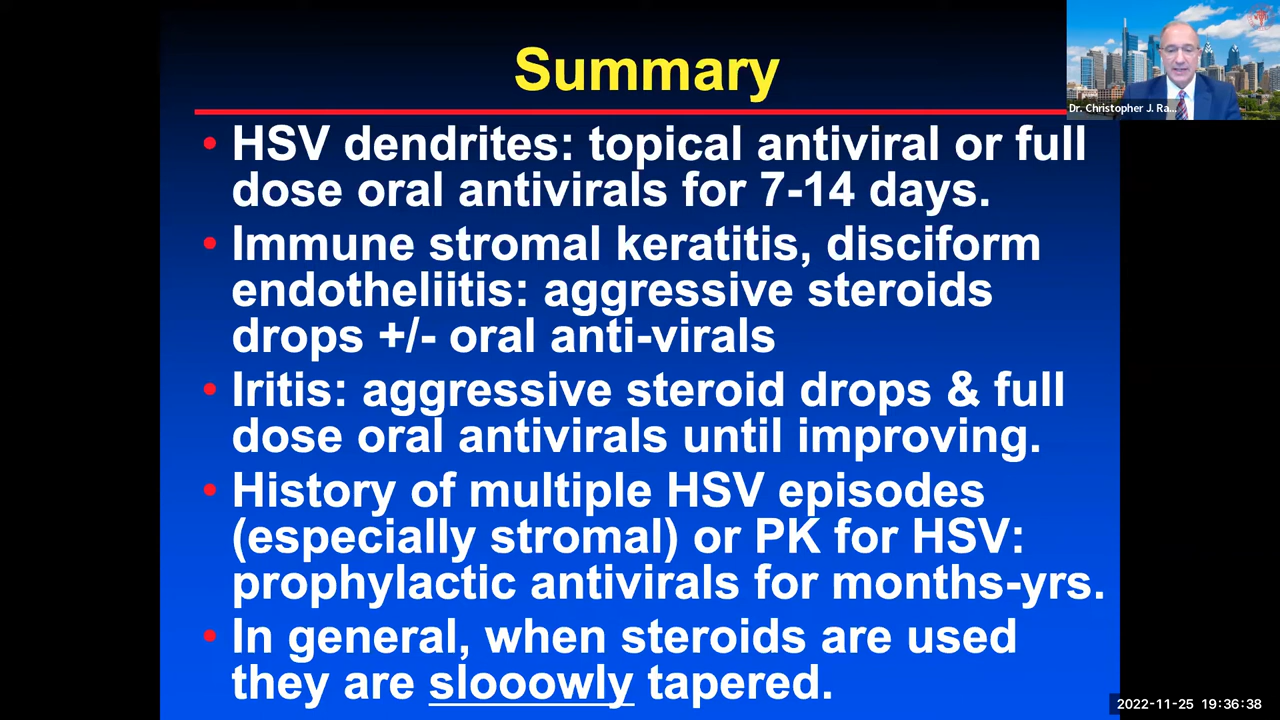 Summary
Dr. Christopher J. Ra...
• HSV dendrites: topical antiviral or full
dose oral antivirals for 7-14 days.
• Immune stromal keratitis, disciform
endotheliitis: aggressive steroids
drops +/- oral anti-virals
• Iritis: aggressive steroid drops & full
dose oral antivirals until improving.
• History of multiple HSV episodes
(especially stromal) or PK for HSV:
prophylactic antivirals for months-yrs.
• In general, when steroids are used
they are slooowly tapered.
2022-11-25 19:36:38